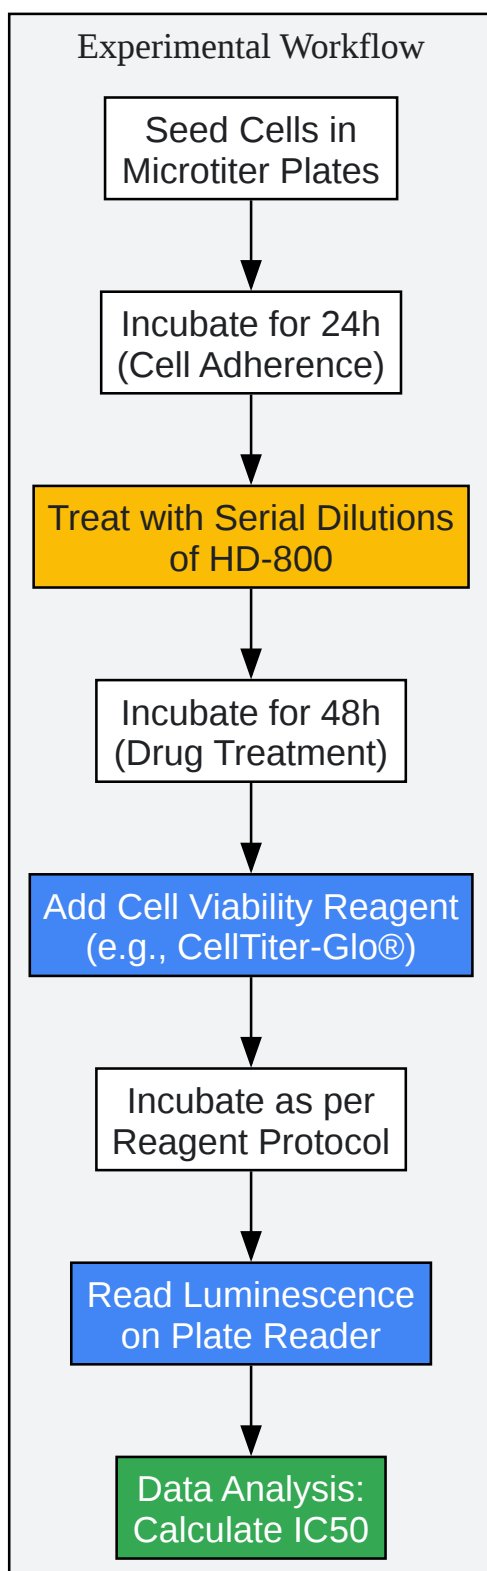 Experimental Workflow
Seed Cells in
Microtiter Plates
Incubate for 24h
(Cell Adherence)
Treat with Serial Dilutions
of HD-800
Incubate for 48h
(Drug Treatment)
Add Cell Viability Reagent
(e.g., CellTiter-Glo®)
Incubate as per
Reagent Protocol
Read Luminescence
on Plate Reader
Data Analysis:
Calculate IC50